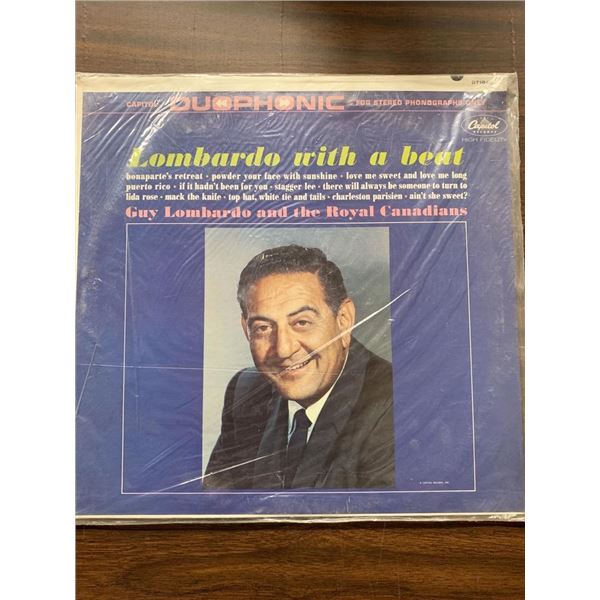 CAPITOL DUOPHONIC FOR STEREO PHONOGRAPHS ONLY
Capitol
RECORDS
HIGH FIDELITY
Lombardo with a beat
bonaparte's retreat • powder your face with sunshine • love me sweet and love me long
puerto rico • if it hadn't been for you • stagger lee • there will always be someone to turn to
lida rose • mack the knife • top hat, white tie and tails • charleston parisien • ain't she sweet?
Guy Lombardo and the Royal Canadians
© CAPITOL RECORDS, INC.